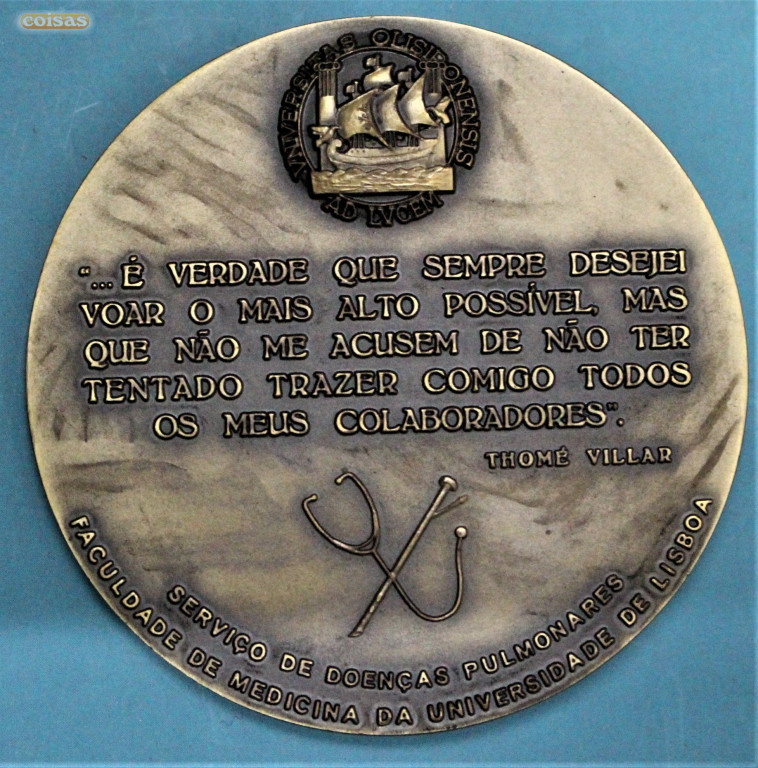 coisas
VNIVERSITAS OLISIPONENSIS
AD LVCEM
"... É VERDADE QUE SEMPRE DESEJEI
VOAR O MAIS ALTO POSSÍVEL, MAS
QUE NÃO ME ACUSEM DE NÃO TER
TENTADO TRAZER COMIGO TODOS
OS MEUS COLABORADORES".
THOMÉ VILLAR
SERVIÇO DE DOENÇAS PULMONARES
FACULDADE DE MEDICINA DA UNIVERSIDADE DE LISBOA